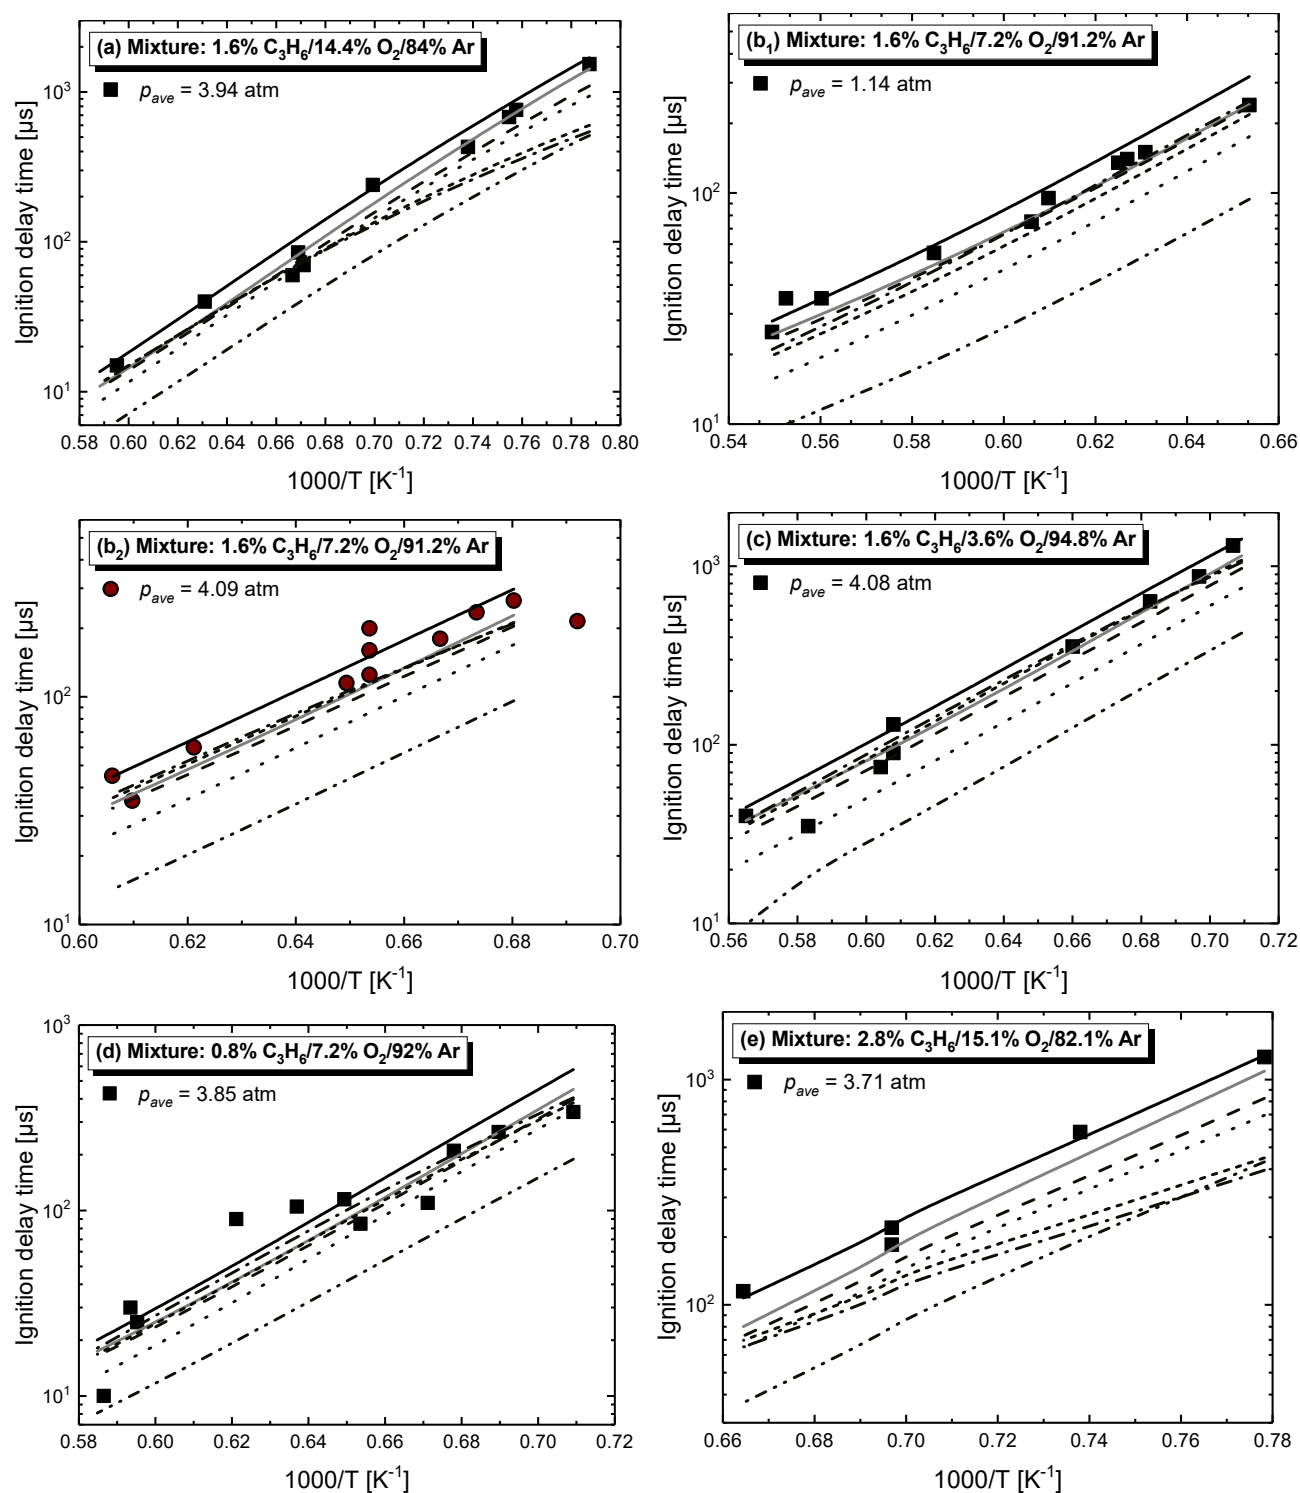 (a) Mixture: 1.6% C3H6/14.4% O2/84% Ar
pave = 3.94 atm
Ignition delay time [µs]
10^3
10^2
10^1
0.58 0.60 0.62 0.64 0.66 0.68 0.70 0.72 0.74 0.76 0.78 0.80
1000/T [K^-1]
(b1) Mixture: 1.6% C3H6/7.2% O2/91.2% Ar
pave = 1.14 atm
Ignition delay time [µs]
10^2
10^1
0.54 0.56 0.58 0.60 0.62 0.64 0.66
1000/T [K^-1]
(b2) Mixture: 1.6% C3H6/7.2% O2/91.2% Ar
pave = 4.09 atm
Ignition delay time [µs]
10^2
10^1
0.60 0.62 0.64 0.66 0.68 0.70
1000/T [K^-1]
(c) Mixture: 1.6% C3H6/3.6% O2/94.8% Ar
pave = 4.08 atm
Ignition delay time [µs]
10^3
10^2
10^1
0.56 0.58 0.60 0.62 0.64 0.66 0.68 0.70 0.72
1000/T [K^-1]
(d) Mixture: 0.8% C3H6/7.2% O2/92% Ar
pave = 3.85 atm
Ignition delay time [µs]
10^3
10^2
10^1
0.58 0.60 0.62 0.64 0.66 0.68 0.70 0.72
1000/T [K^-1]
(e) Mixture: 2.8% C3H6/15.1% O2/82.1% Ar
pave = 3.71 atm
Ignition delay time [µs]
10^3
10^2
0.66 0.68 0.70 0.72 0.74 0.76 0.78
1000/T [K^-1]